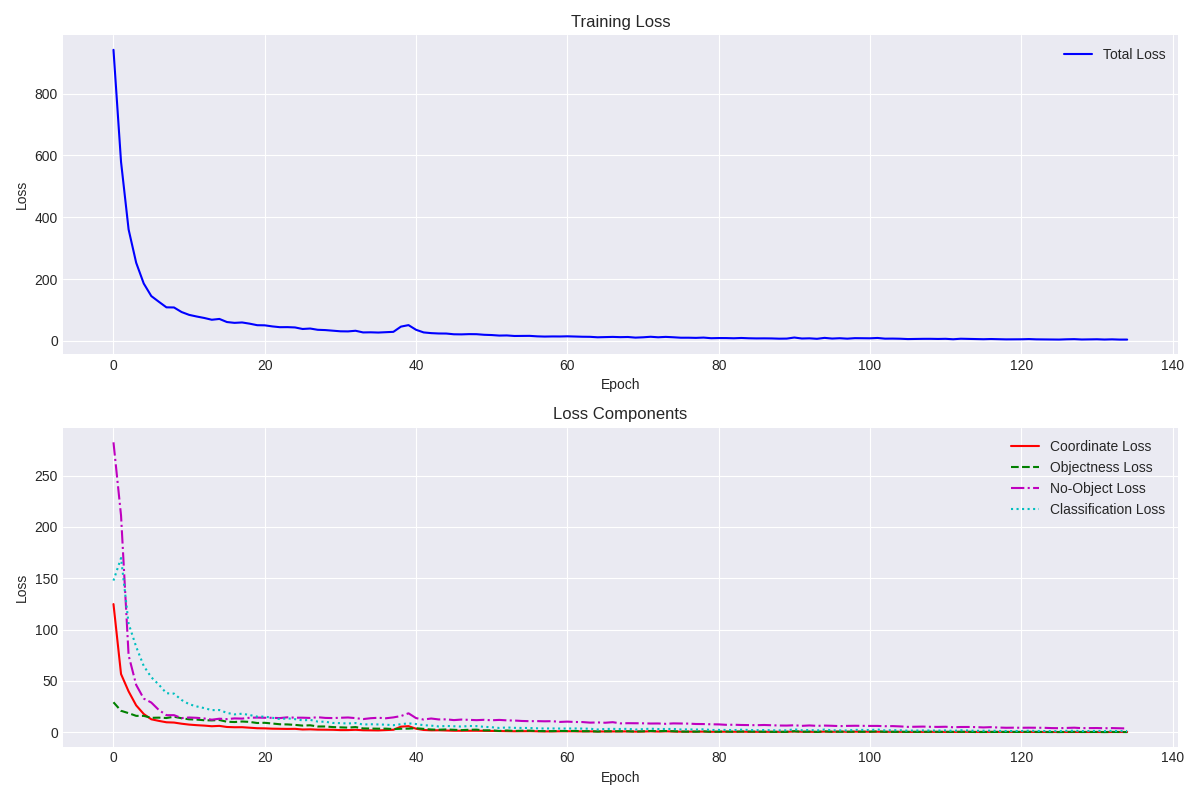 Training Loss
Total Loss
800
600
400
200
0
Loss
0 20 40 60 80 100 120 140
Epoch
Loss Components
Coordinate Loss
Objectness Loss
No-Object Loss
Classification Loss
250
200
150
100
50
0
Loss
0 20 40 60 80 100 120 140
Epoch